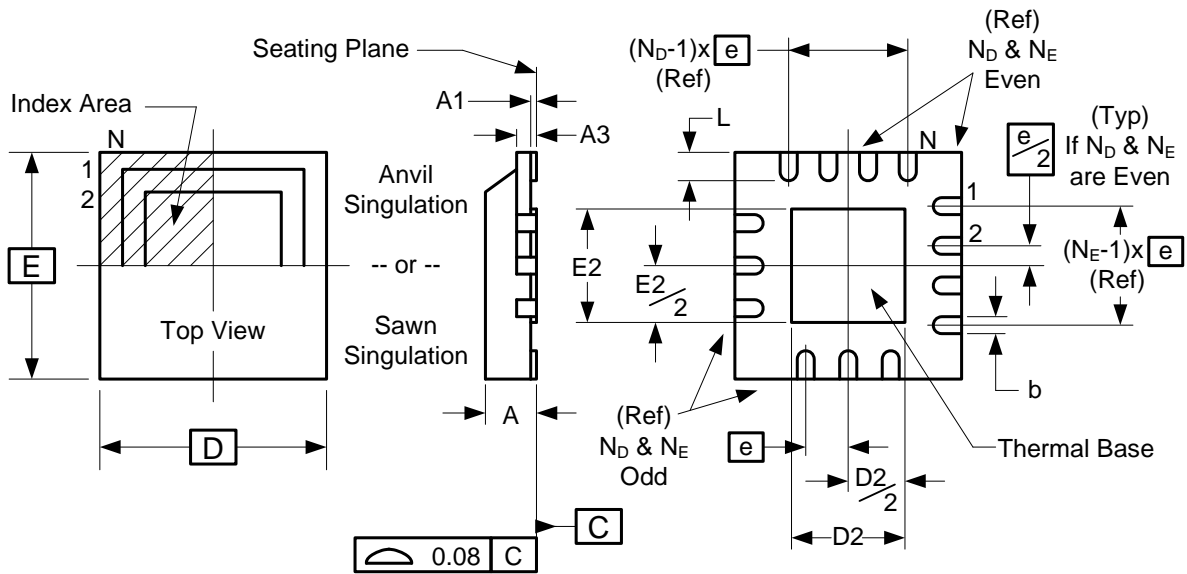 Seating Plane
Index Area
N
1
2
E
Top View
D
A1
A3
Anvil
Singulation
-- or --
Sawn
Singulation
A
0.08 C
C
(N_D-1)x e
(Ref)
L
(Ref)
N_D & N_E
Even
N
e/2
(Typ)
If N_D & N_E
are Even
1
2
(N_E-1)x e
(Ref)
E2
E2/2
b
(Ref)
N_D & N_E
Odd
e
Thermal Base
D2/2
D2